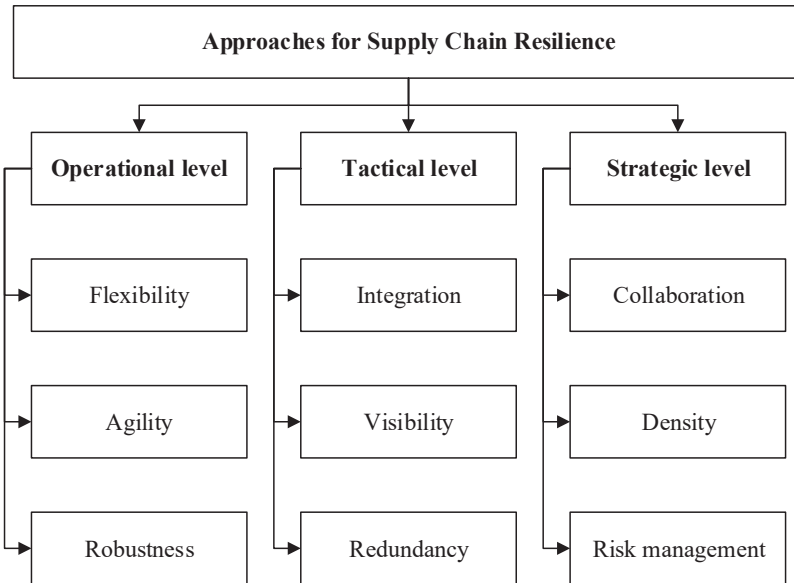 Approaches for Supply Chain Resilience
Operational level
Tactical level
Strategic level
Flexibility
Integration
Collaboration
Agility
Visibility
Density
Robustness
Redundancy
Risk management